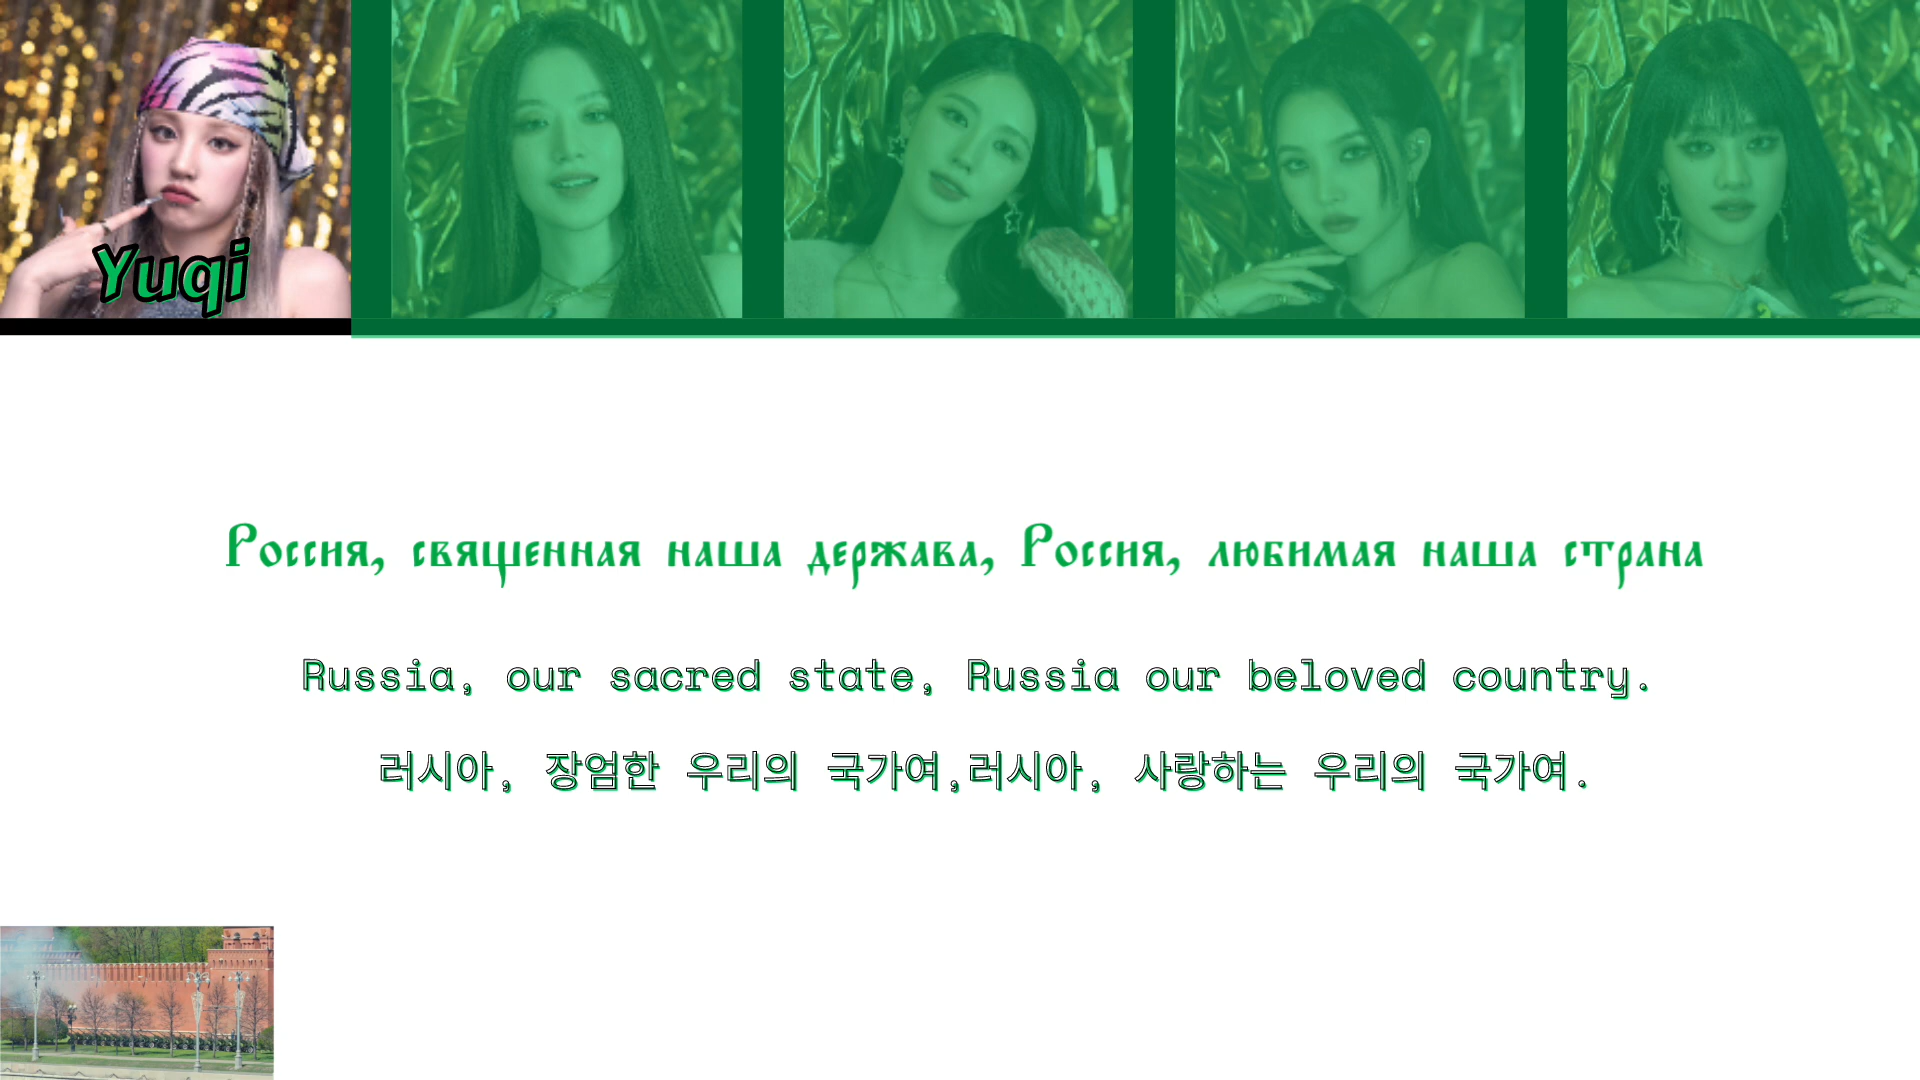 Yuqi
Россия, священная наша держава, Россия, любимая наша страна
Russia, our sacred state, Russia our beloved country.
러시아, 장엄한 우리의 국가여,러시아, 사랑하는 우리의 국가여.